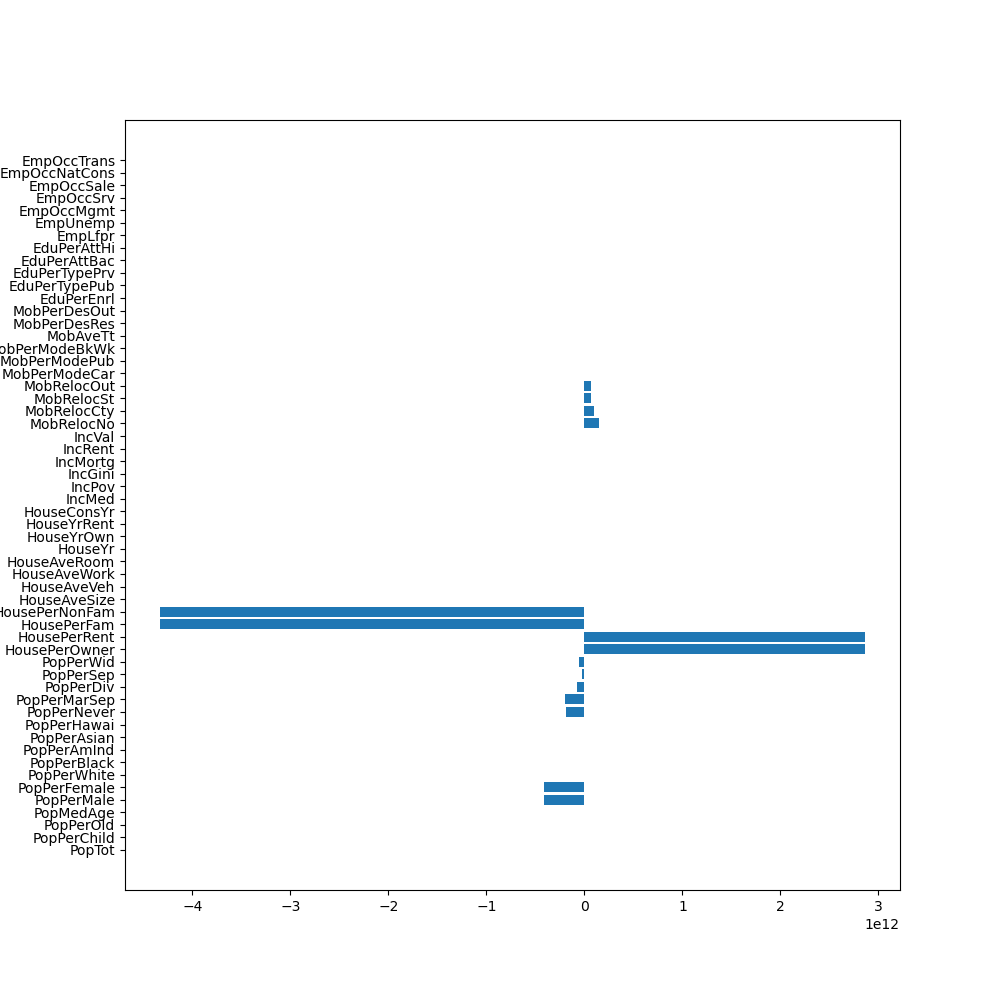 EmpOccTrans
EmpOccNatCons
EmpOccSale
EmpOccSrv
EmpOccMgmt
EmpUnemp
EmpLfpr
EduPerAttHi
EduPerAttBac
EduPerTypePrv
EduPerTypePub
EduPerEnrl
MobPerDesOut
MobPerDesRes
MobAveTt
obPerModeBkWk
MobPerModePub
MobPerModeCar
MobRelocOut
MobRelocSt
MobRelocCty
MobRelocNo
IncVal
IncRent
IncMortg
IncGini
IncPov
IncMed
HouseConsYr
HouseYrRent
HouseYrOwn
HouseYr
HouseAveRoom
HouseAveWork
HouseAveVeh
HouseAveSize
HousePerNonFam
HousePerFam
HousePerRent
HousePerOwner
PopPerWid
PopPerSep
PopPerDiv
PopPerMarSep
PopPerNever
PopPerHawai
PopPerAsian
PopPerAmInd
PopPerBlack
PopPerWhite
PopPerFemale
PopPerMale
PopMedAge
PopPerOld
PopPerChild
PopTot
−4 −3 −2 −1 0 1 2 3
1e12